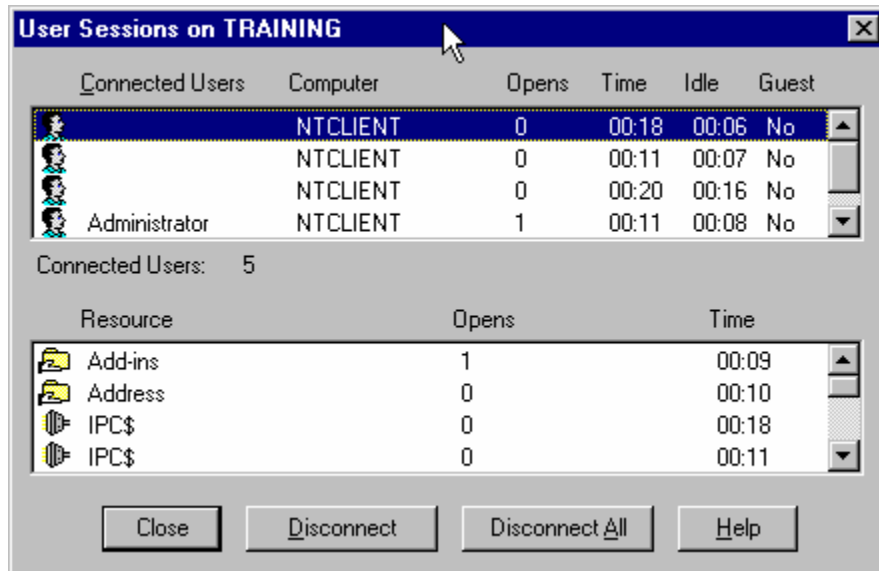 User Sessions on TRAINING
Connected Users Computer Opens Time Idle Guest
NTCLIENT 0 00:18 00:06 No
NTCLIENT 0 00:11 00:07 No
NTCLIENT 0 00:20 00:16 No
Administrator NTCLIENT 1 00:11 00:08 No
Connected Users: 5
Resource Opens Time
Add-ins 1 00:09
Address 0 00:10
IPC$ 0 00:18
IPC$ 0 00:11
Close Disconnect Disconnect All Help